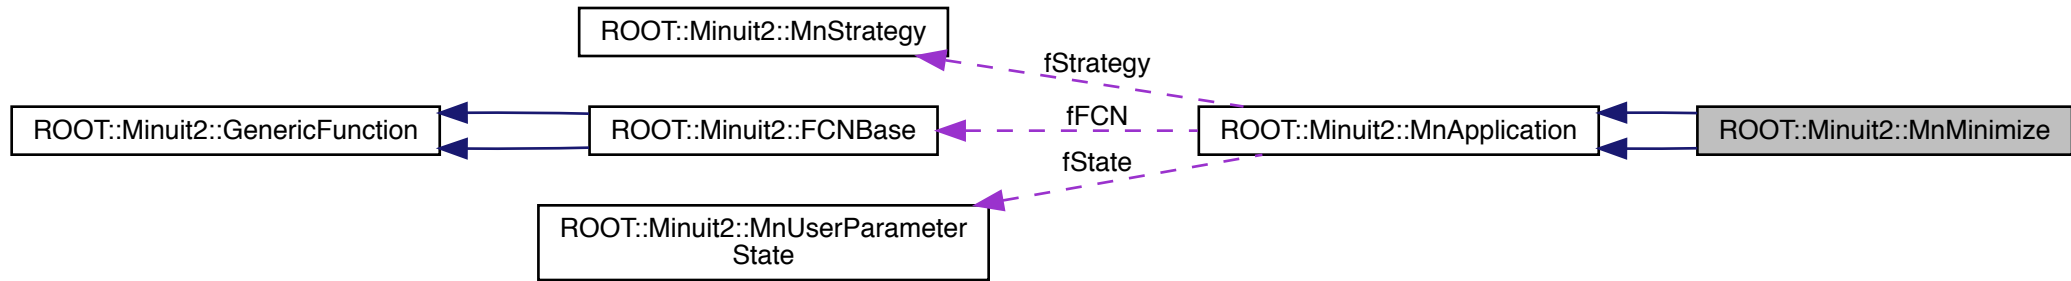 ROOT::Minuit2::MnStrategy
fStrategy
ROOT::Minuit2::GenericFunction
ROOT::Minuit2::FCNBase
fFCN
ROOT::Minuit2::MnApplication
ROOT::Minuit2::MnMinimize
fState
ROOT::Minuit2::MnUserParameter
State